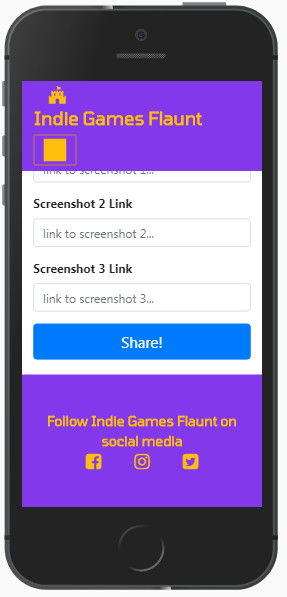 Indie Games Flaunt
link to screenshot 1...
Screenshot 2 Link
link to screenshot 2...
Screenshot 3 Link
link to screenshot 3...
Share!
Follow Indie Games Flaunt on
social media